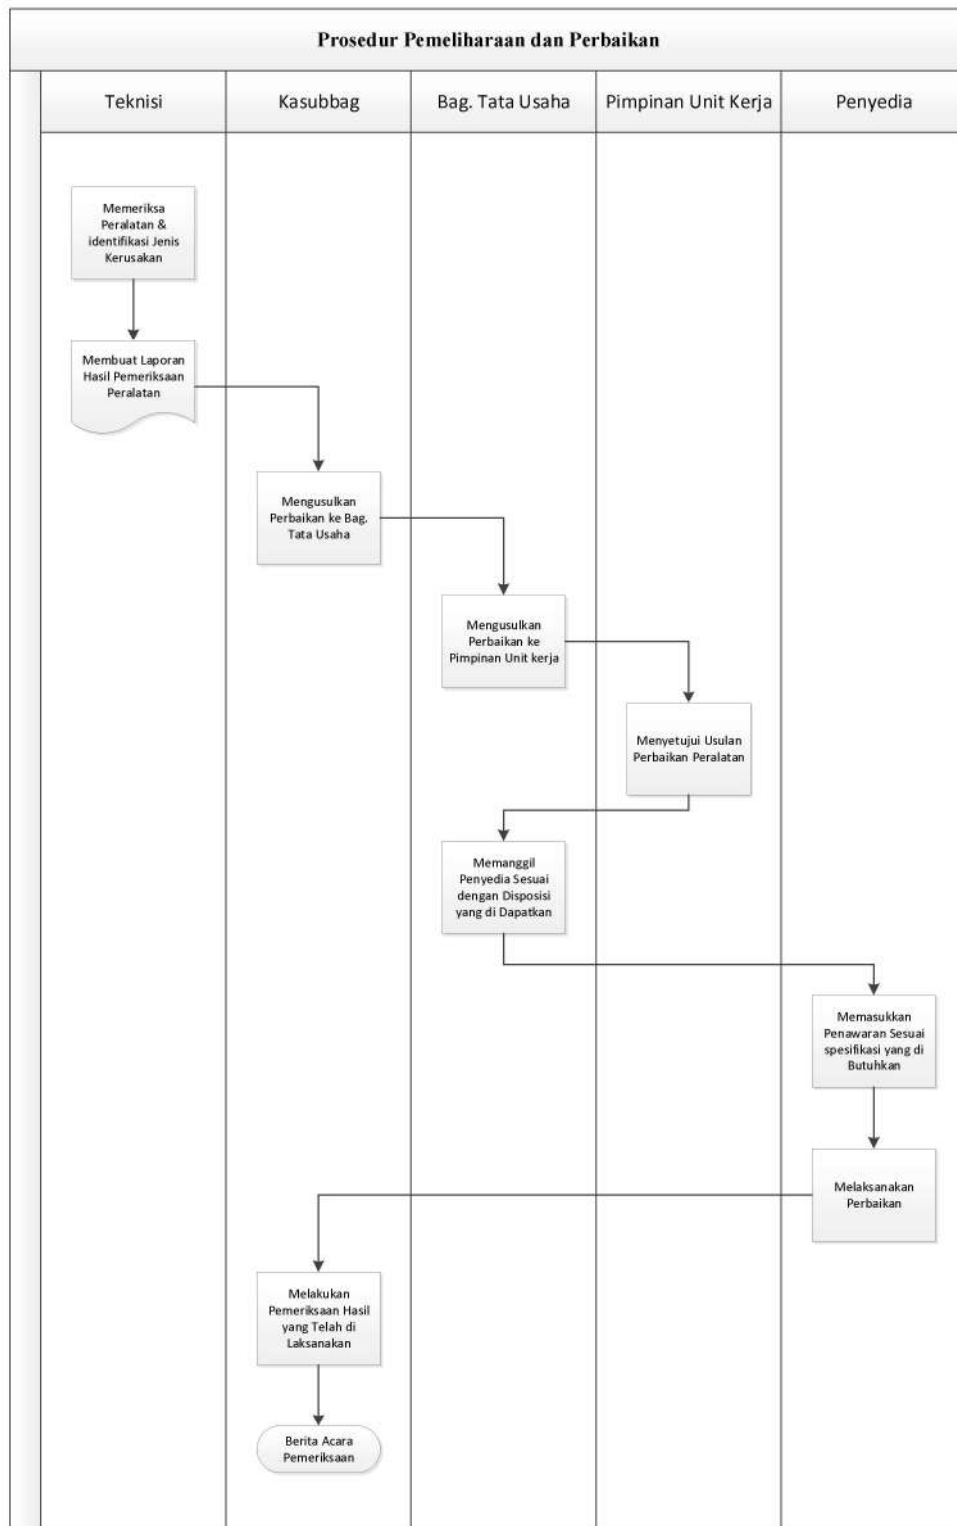 Prosedur Pemeliharaan dan Perbaikan
Teknisi
Kasubbag
Bag. Tata Usaha
Pimpinan Unit Kerja
Penyedia
Memeriksa
Peralatan &
identifikasi Jenis
Kerusakan
Membuat Laporan
Hasil Pemeriksaan
Peralatan
Mengusulkan
Perbaikan ke Bag.
Tata Usaha
Mengusulkan
Perbaikan ke
Pimpinan Unit kerja
Menyetujui Usulan
Perbaikan Peralatan
Memanggil
Penyedia Sesuai
dengan Disposisi
yang di Dapatkan
Memasukkan
Penawaran Sesuai
spesifikasi yang di
Butuhkan
Melaksanakan
Perbaikan
Melakukan
Pemeriksaan Hasil
yang Telah di
Laksanakan
Berita Acara
Pemeriksaan